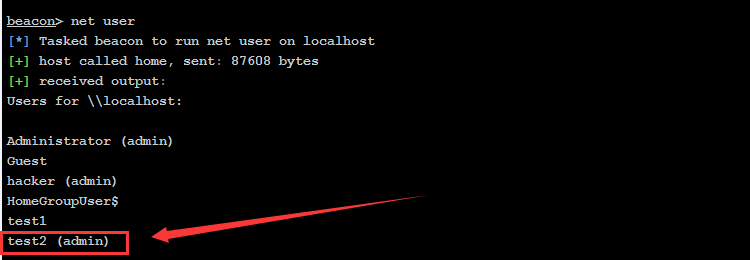 beacon> net user
[*] Tasked beacon to run net user on localhost
[+] host called home, sent: 87608 bytes
[+] received output:
Users for \\localhost:
Administrator (admin)
Guest
hacker (admin)
HomeGroupUser$
test1
test2 (admin)